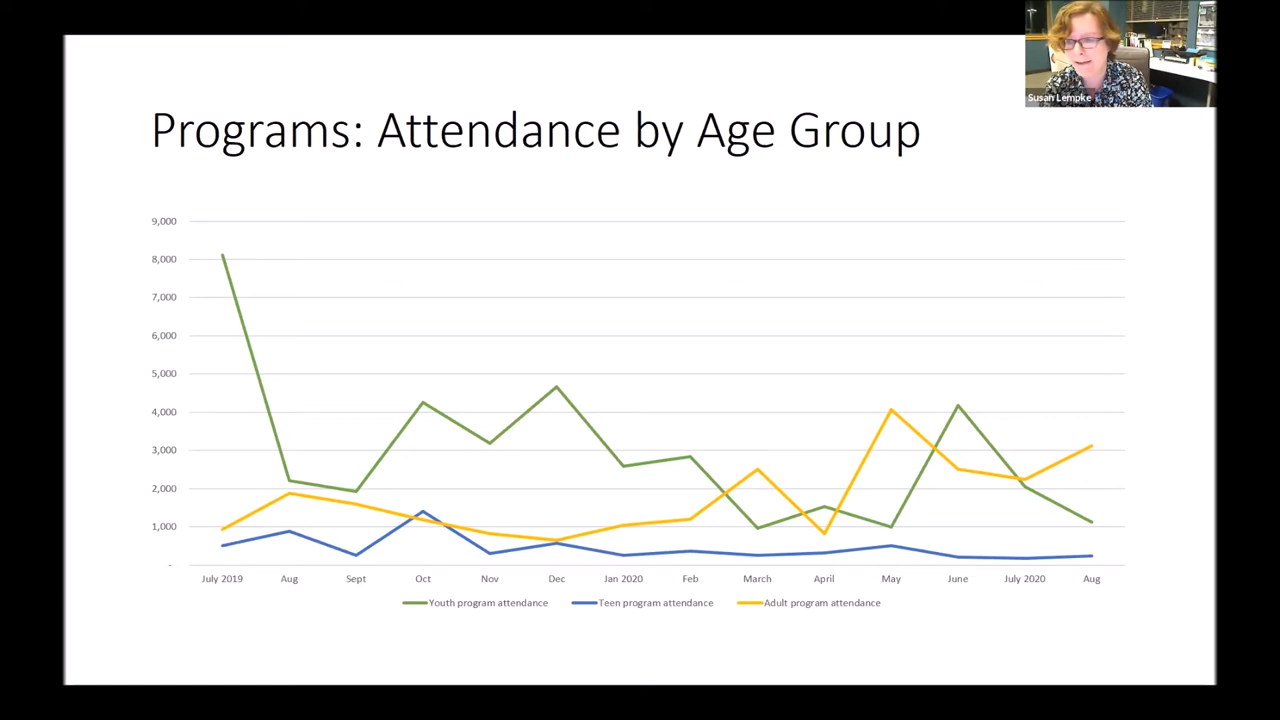 Susan Lempke
Programs: Attendance by Age Group
9,000
8,000
7,000
6,000
5,000
4,000
3,000
2,000
1,000
-
July 2019 Aug Sept Oct Nov Dec Jan 2020 Feb March April May June July 2020 Aug
Youth program attendance Teen program attendance Adult program attendance